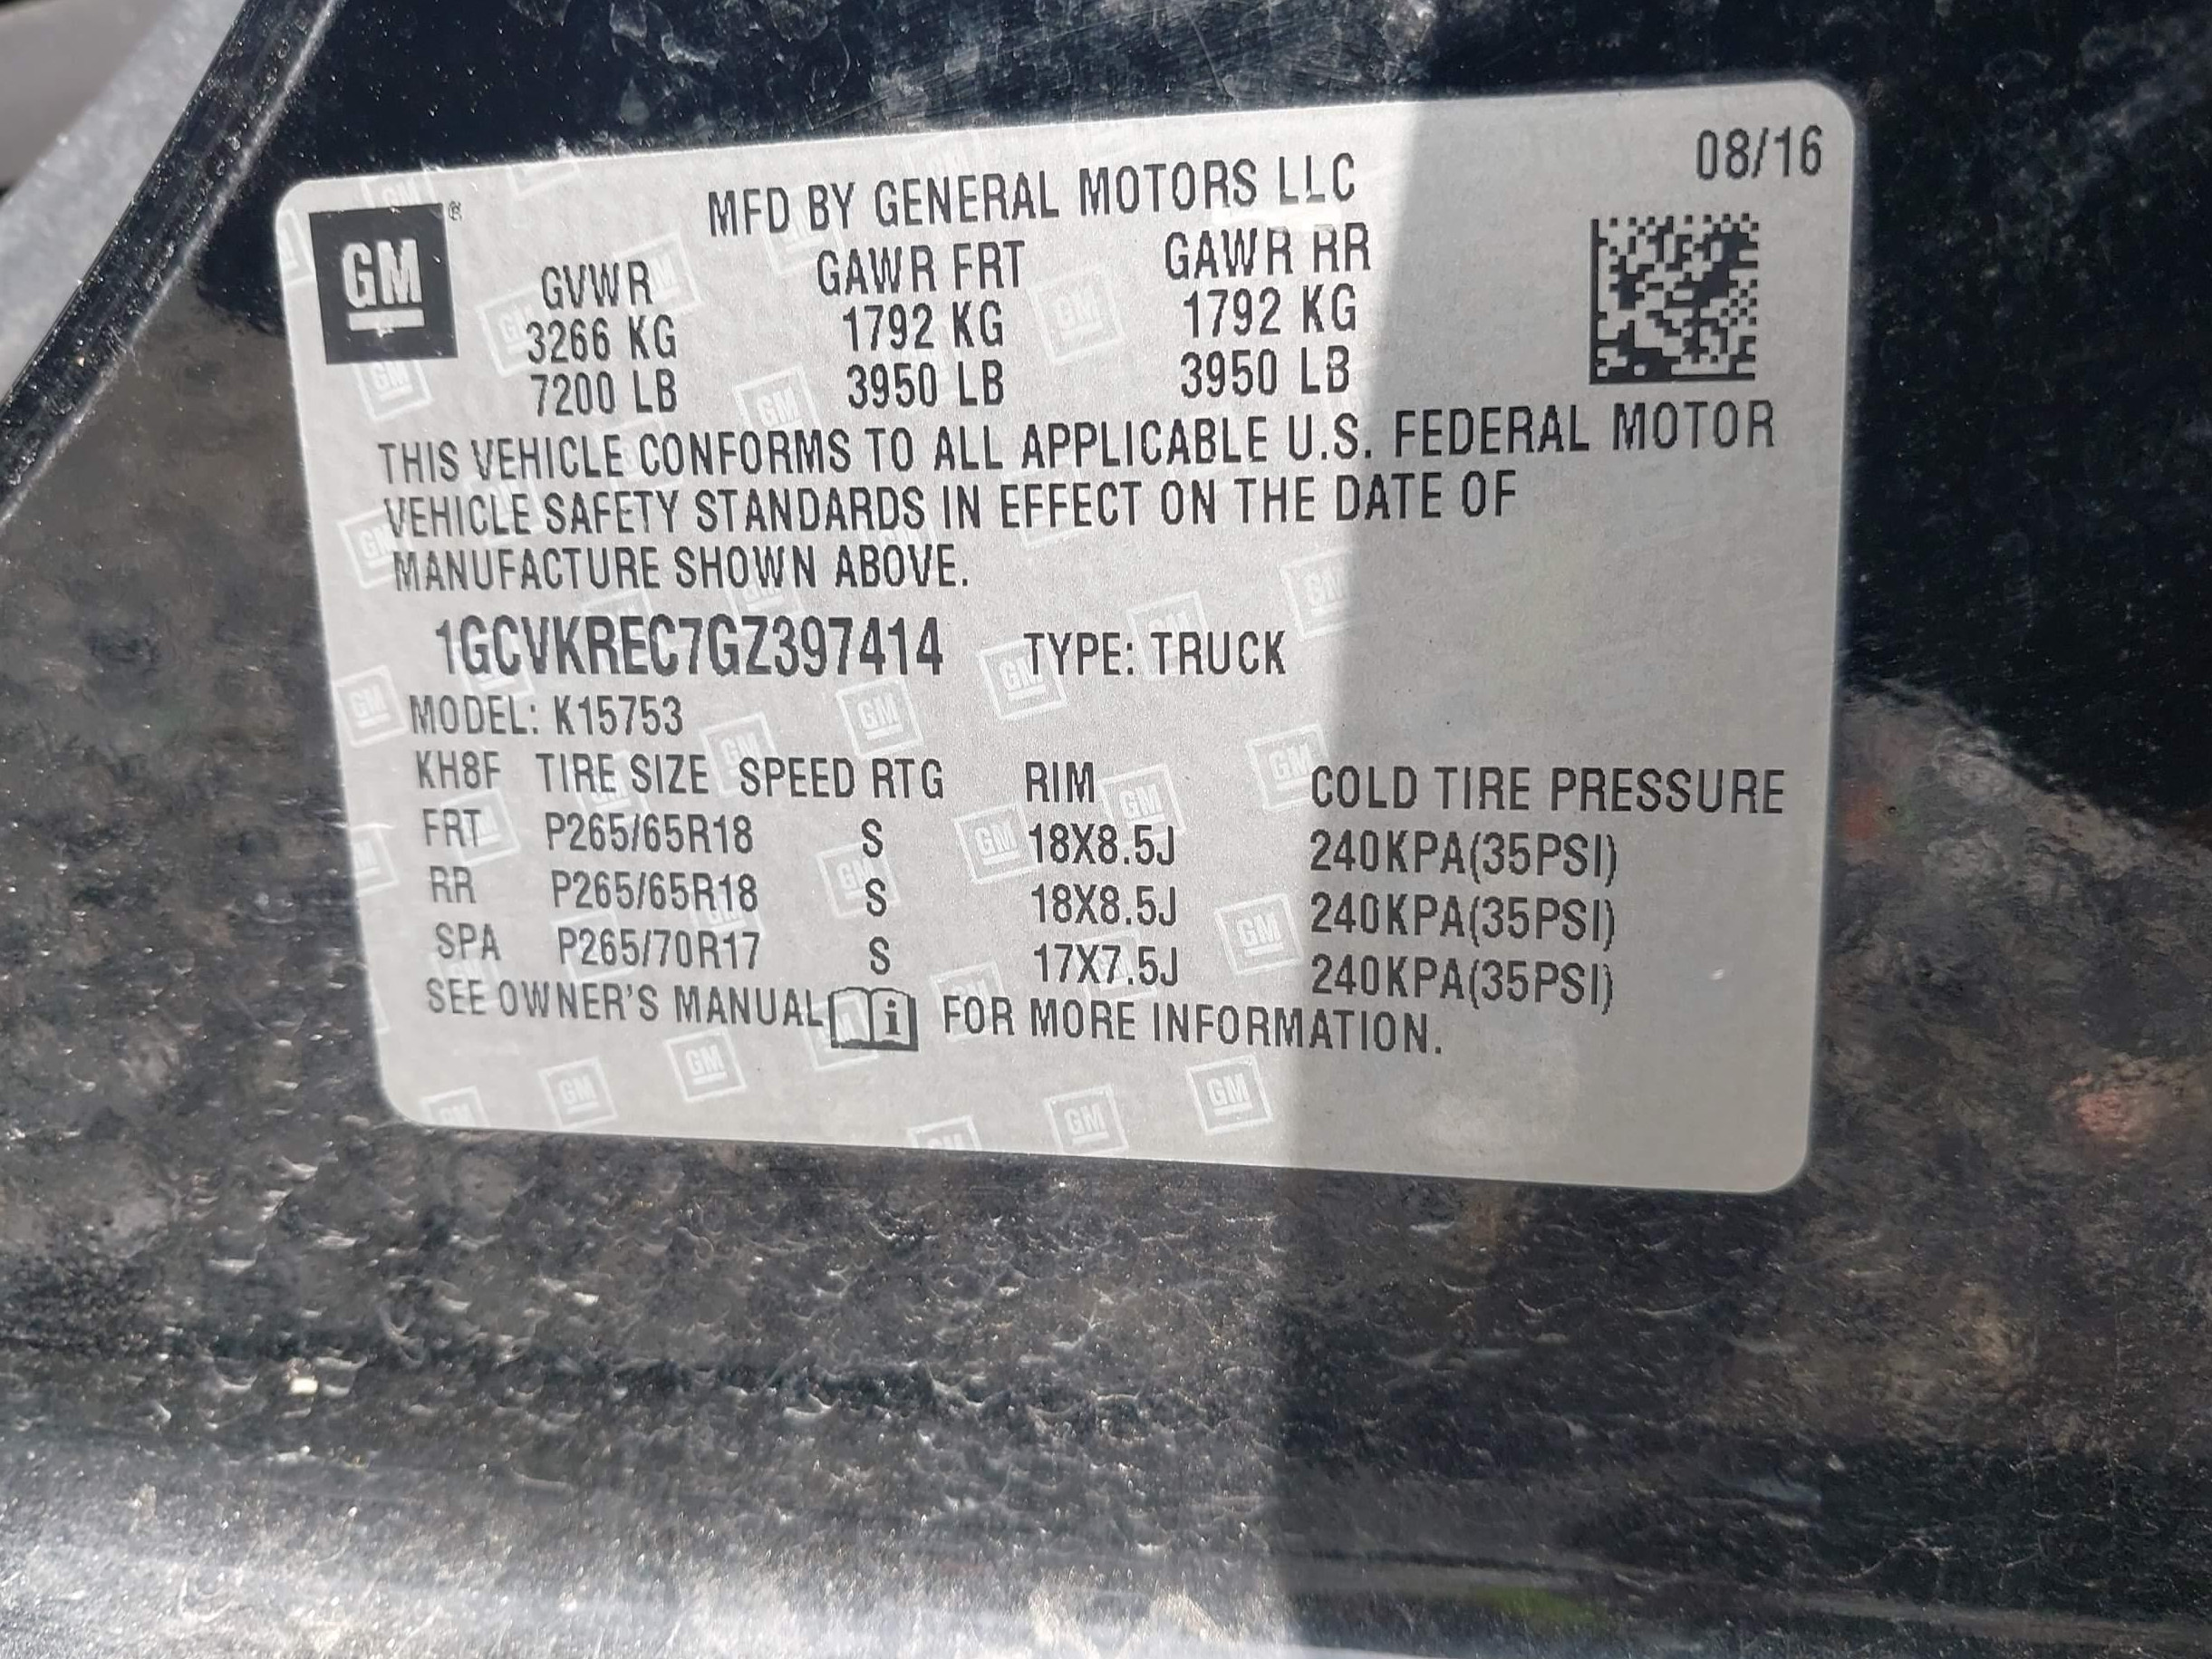 08/16
GM ®
MFD BY GENERAL MOTORS LLC
GVWR GAWR FRT GAWR RR
3266 KG 1792 KG 1792 KG
7200 LB 3950 LB 3950 LB
THIS VEHICLE CONFORMS TO ALL APPLICABLE U.S. FEDERAL MOTOR
VEHICLE SAFETY STANDARDS IN EFFECT ON THE DATE OF
MANUFACTURE SHOWN ABOVE.
1GCVKREC7GZ397414 TYPE: TRUCK
MODEL: K15753
KH8F TIRE SIZE SPEED RTG RIM COLD TIRE PRESSURE
FRT P265/65R18 S 18X8.5J 240KPA(35PSI)
RR P265/65R18 S 18X8.5J 240KPA(35PSI)
SPA P265/70R17 S 17X7.5J 240KPA(35PSI)
SEE OWNER'S MANUAL i FOR MORE INFORMATION.